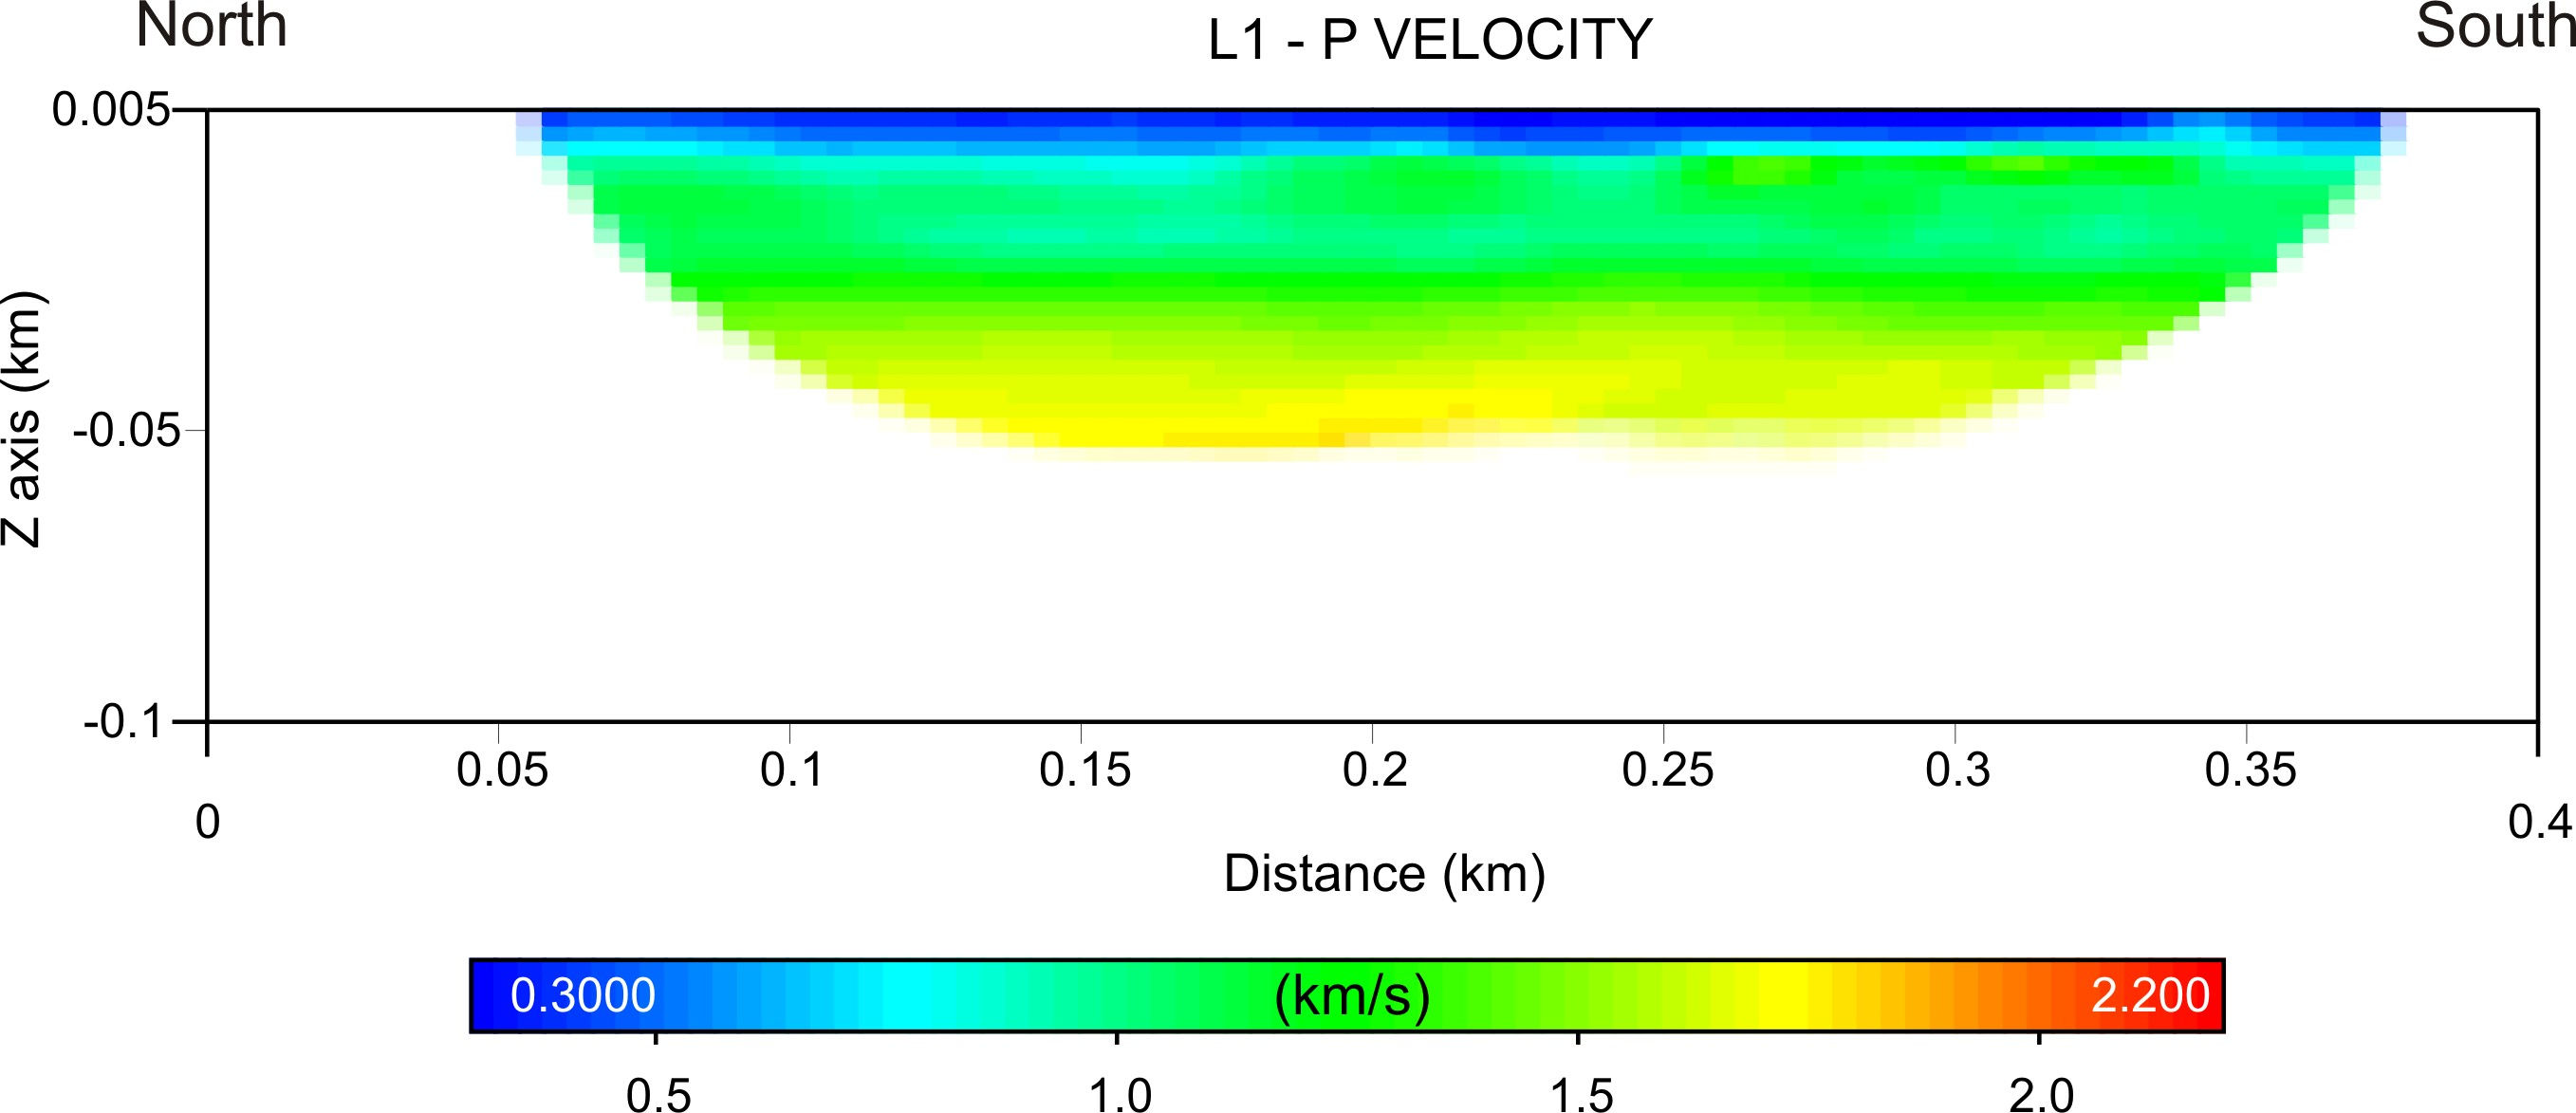 North L1 - P VELOCITY South
0.005
-0.05
-0.1
Z axis (km)
0.05 0.1 0.15 0.2 0.25 0.3 0.35
0 0.4
Distance (km)
0.3000 (km/s) 2.200
0.5 1.0 1.5 2.0